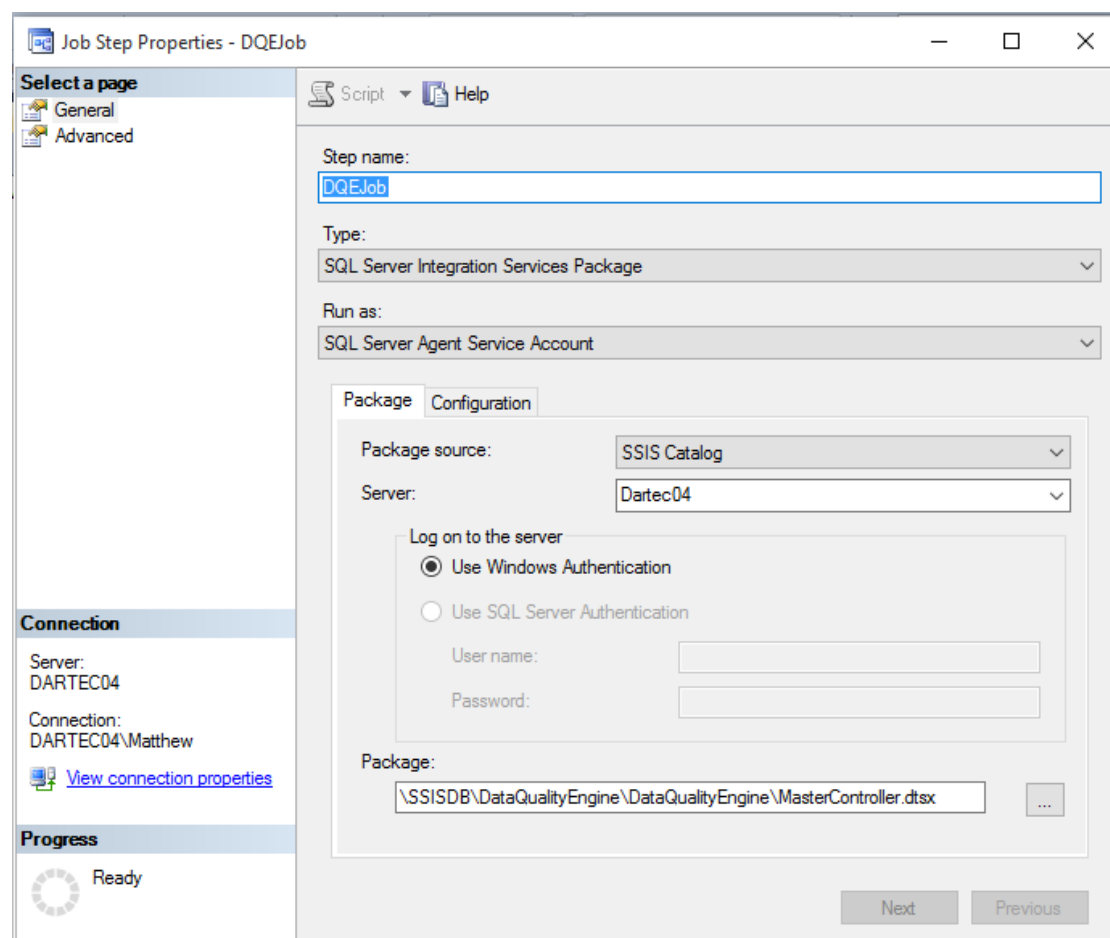 Job Step Properties - DQEJob
Select a page
General
Advanced
Script
Help
Step name:
DQEJob
Type:
SQL Server Integration Services Package
Run as:
SQL Server Agent Service Account
Package
Configuration
Package source:
SSIS Catalog
Server:
Dartec04
Log on to the server
Use Windows Authentication
Use SQL Server Authentication
User name:
Password:
Package:
\SSISDB\DataQualityEngine\DataQualityEngine\MasterController.dtsx
...
Connection
Server:
DARTEC04
Connection:
DARTEC04\Matthew
View connection properties
Progress
Ready
Next
Previous